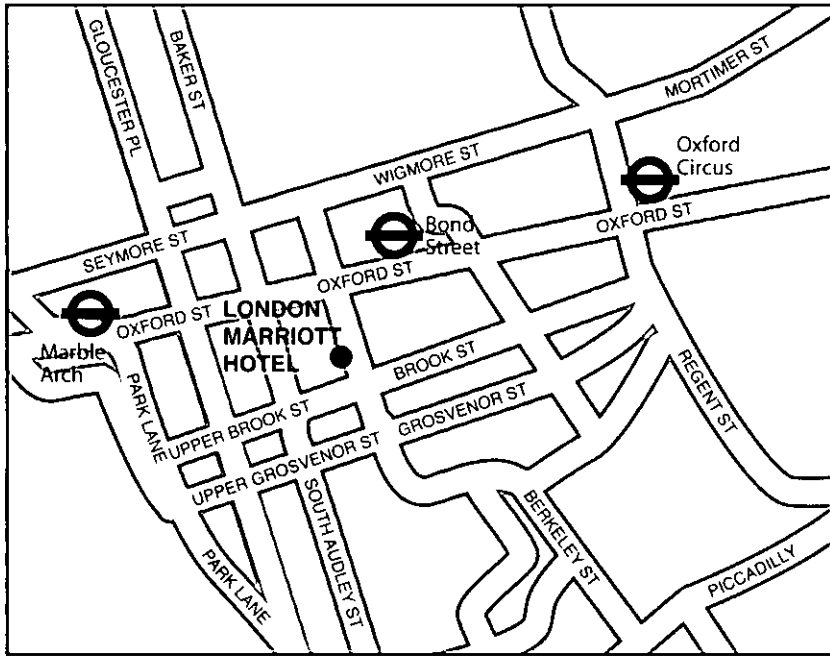 GLOUCESTER PL
BAKER ST
MORTIMER ST
Oxford
Circus
WIGMORE ST
Bond
Street
OXFORD ST
SEYMORE ST
OXFORD ST
LONDON
MARRIOTT
HOTEL
OXFORD ST
Marble
Arch
BROOK ST
REGENT ST
PARK LANE
UPPER BROOK ST
GROSVENOR ST
UPPER GROSVENOR ST
SOUTH AUDLEY ST
BERKELEY ST
PARK LANE
PICCADILLY